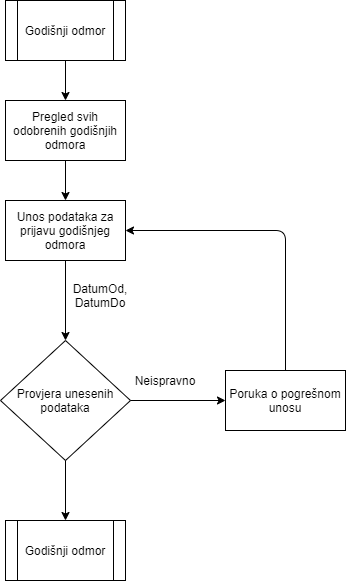 Godišnji odmor
Pregled svih
odobrenih godišnjih
odmora
Unos podataka za
prijavu godišnjeg
odmora
DatumOd,
DatumDo
Provjera unesenih
podataka
Neispravno
Poruka o pogrešnom
unosu
Godišnji odmor